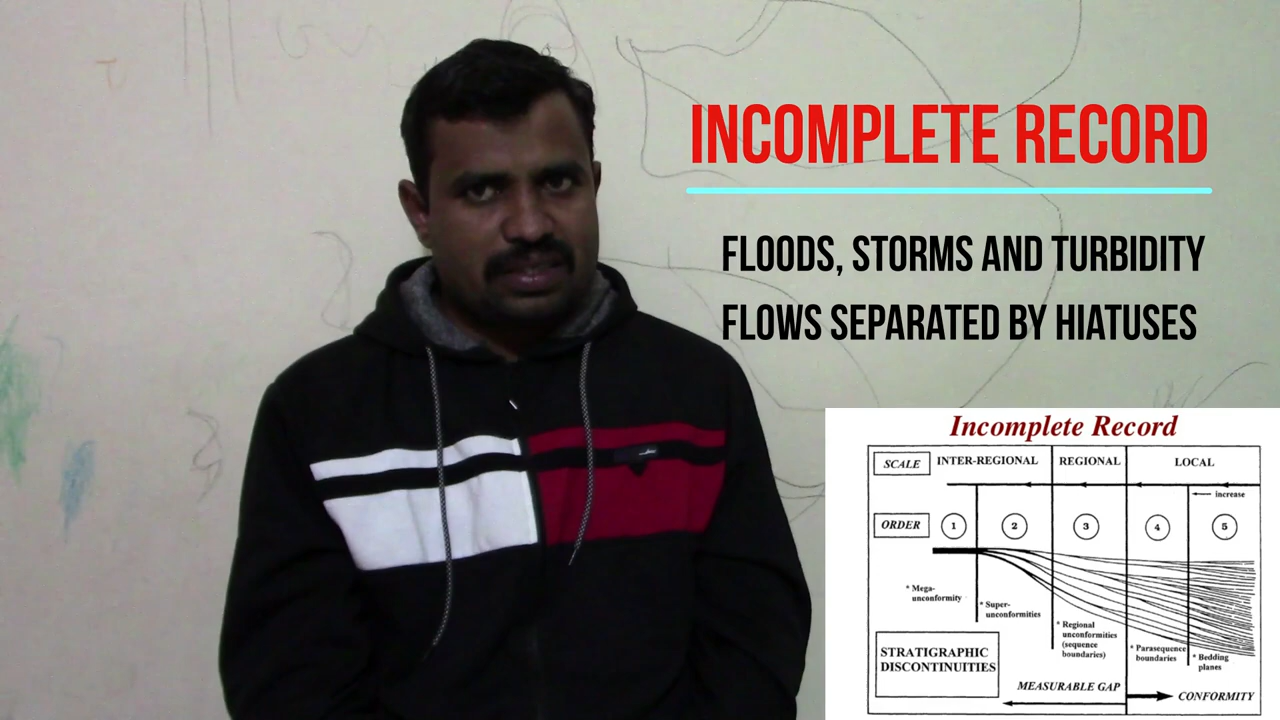 INCOMPLETE RECORD
FLOODS, STORMS AND TURBIDITY
FLOWS SEPARATED BY HIATUSES
Incomplete Record
SCALE INTER-REGIONAL REGIONAL LOCAL
increase
ORDER 1 2 3 4 5
* Mega-
unconformity
* Super-
unconformities
* Regional
unconformities
(sequence
boundaries)
* Parasequence
boundaries
* Bedding
planes
STRATIGRAPHIC
DISCONTINUITIES
MEASURABLE GAP
CONFORMITY